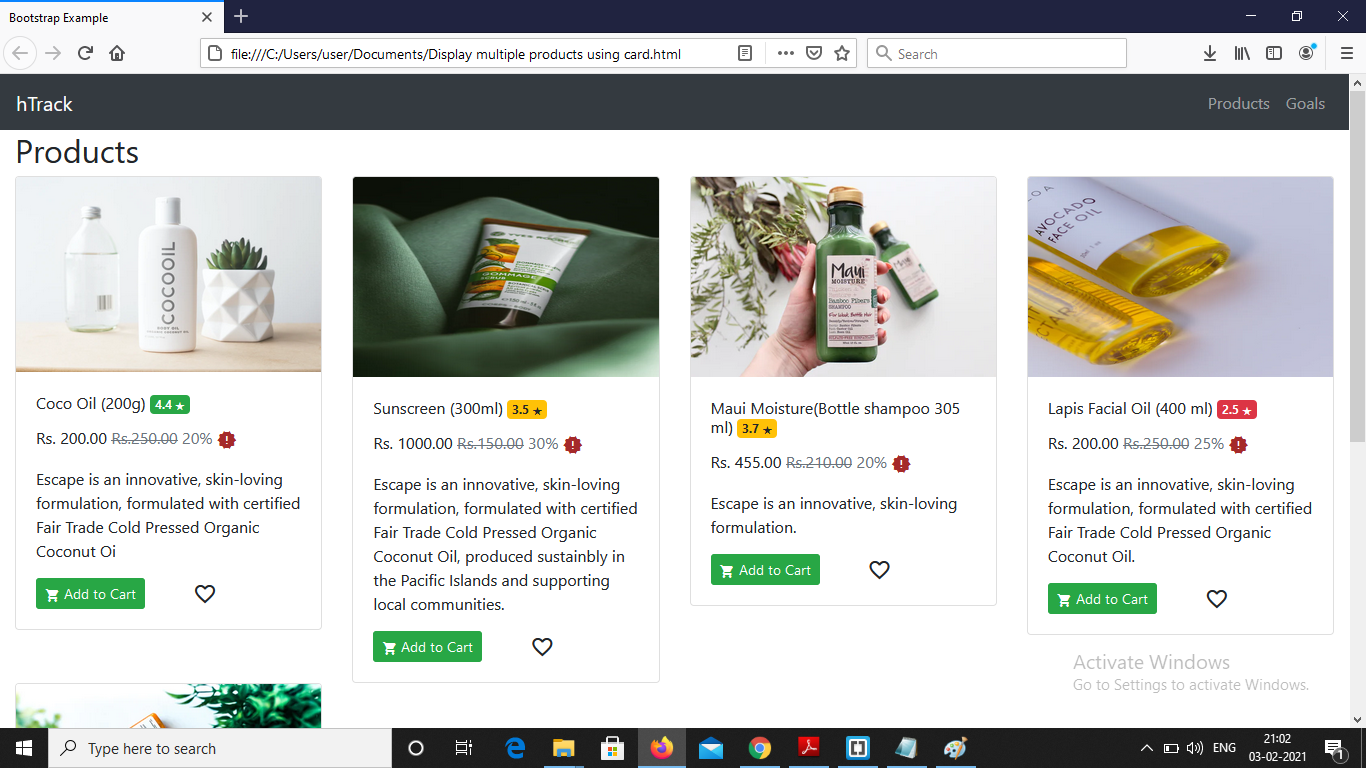 Bootstrap Example
file:///C:/Users/user/Documents/Display multiple products using card.html
Search
hTrack
Products
Goals
Products
COCOOIL
BODY OIL
GOMMAGE
SCRUB
Maui
MOISTURE
Bamboo Fibers
SHAMPOO
AVOCADO
FACE OIL
Coco Oil (200g) 4.4 ★
Rs. 200.00 Rs.250.00 20%
Escape is an innovative, skin-loving
formulation, formulated with certified
Fair Trade Cold Pressed Organic
Coconut Oi
Add to Cart
Sunscreen (300ml) 3.5 ★
Rs. 1000.00 Rs.150.00 30%
Escape is an innovative, skin-loving
formulation, formulated with certified
Fair Trade Cold Pressed Organic
Coconut Oil, produced sustainbly in
the Pacific Islands and supporting
local communities.
Add to Cart
Maui Moisture(Bottle shampoo 305
ml) 3.7 ★
Rs. 455.00 Rs.210.00 20%
Escape is an innovative, skin-loving
formulation.
Add to Cart
Lapis Facial Oil (400 ml) 2.5 ★
Rs. 200.00 Rs.250.00 25%
Escape is an innovative, skin-loving
formulation, formulated with certified
Fair Trade Cold Pressed Organic
Coconut Oil.
Add to Cart
Activate Windows
Go to Settings to activate Windows.
Type here to search
ENG
21:02
03-02-2021
1